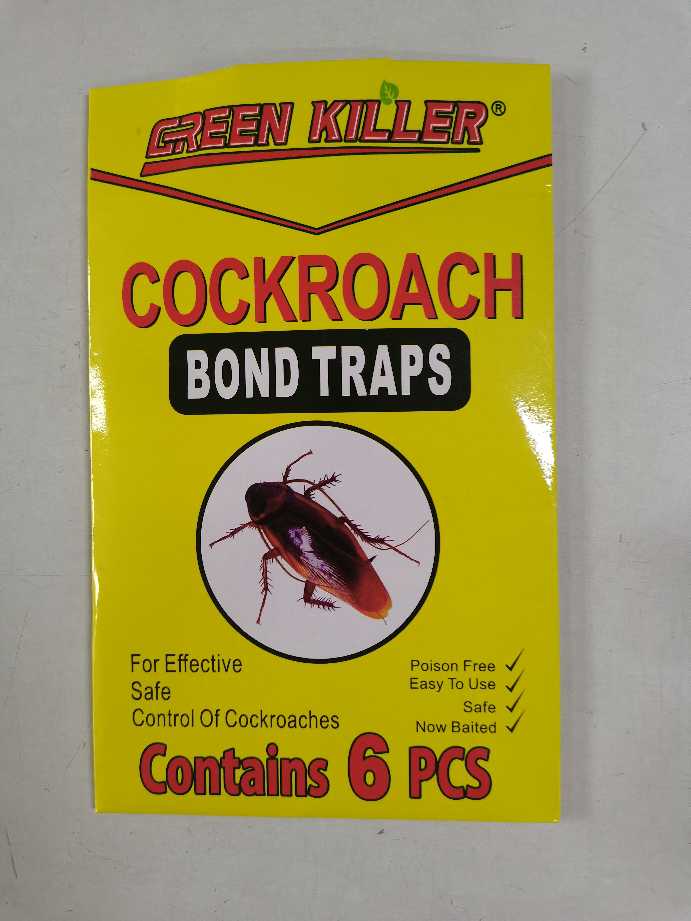 GREEN KILLER®
COCKROACH
BOND TRAPS
For Effective
Safe
Control Of Cockroaches
Poison Free ✓
Easy To Use ✓
Safe ✓
Now Baited ✓
Contains 6 PCS